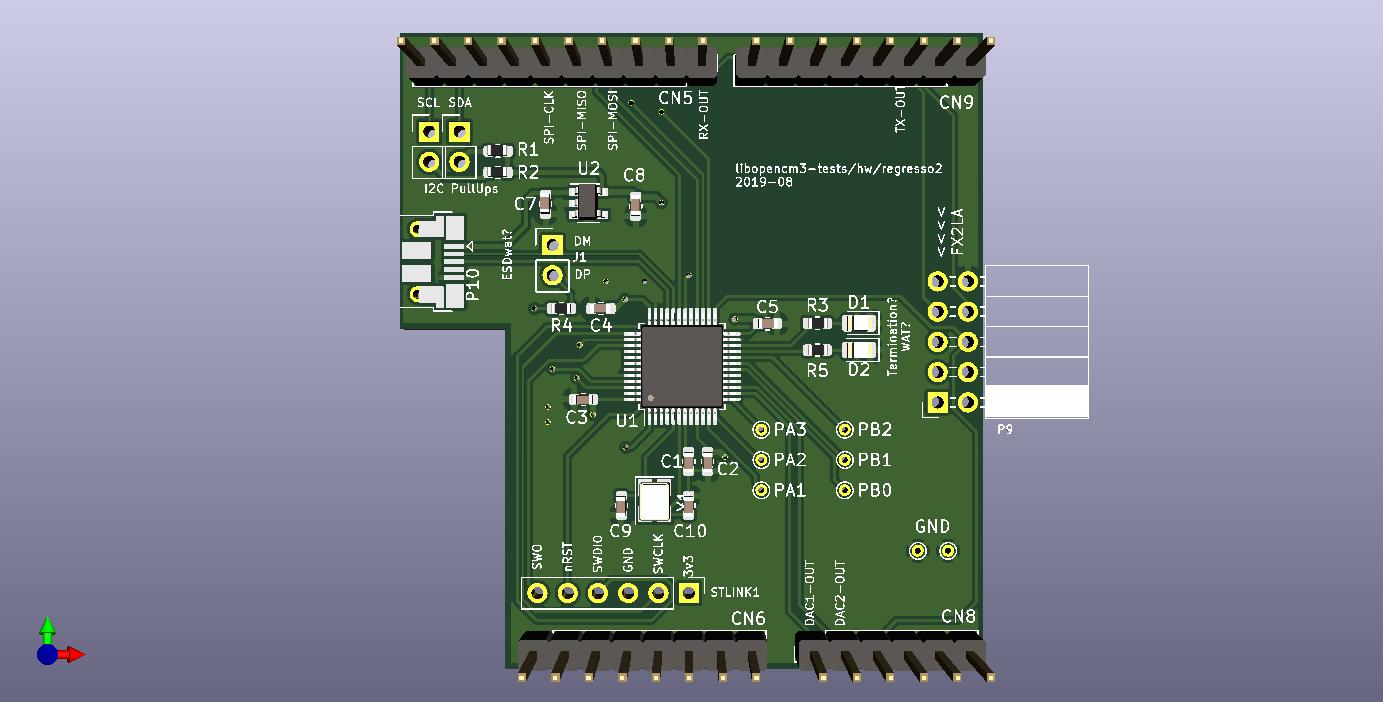 CN5
CN9
SCL
SDA
SPI-CLK
SPI-MISO
SPI-MOSI
RX-OUT
TX-OUT
R1
R2
I2C PullUps
U2
C8
C7
libopencm3-tests/hw/regresso2
2019-08
ESDwat?
DM
J1
DP
P10
<<<<
FX2LA
R4
C4
C5
R3
D1
R5
D2
Termination?
WAT?
C3
U1
P9
PA3
PB2
PA2
PB1
PA1
PB0
C1
C2
Y1
C9
C10
GND
SWO
nRST
SWDIO
GND
SWCLK
3v3
STLINK1
DAC1-OUT
DAC2-OUT
CN6
CN8